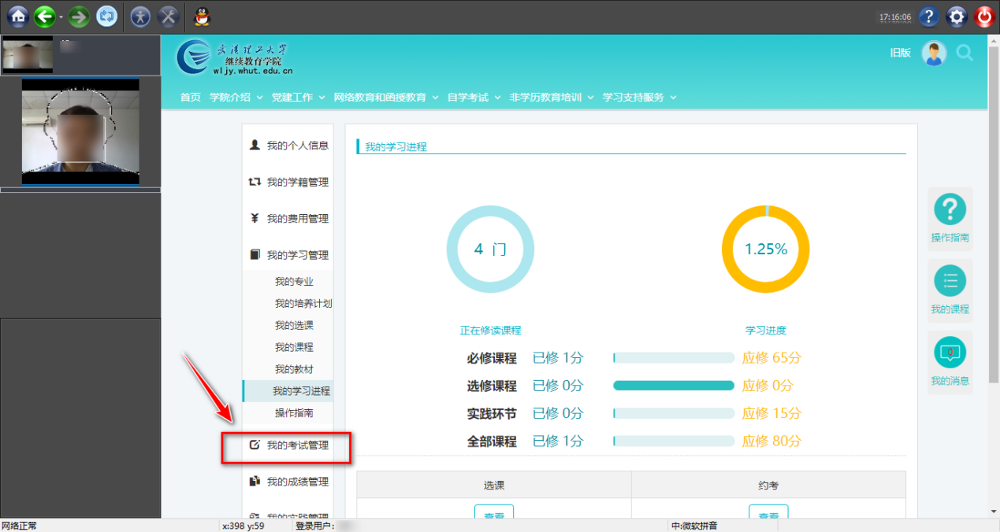 17:16:06
武汉理工大学
继续教育学院
wljy.whut.edu.cn
旧版
首页 学院介绍 党建工作 网络教育和函授教育 自学考试 非学历教育培训 学习支持服务
我的个人信息
我的学籍管理
我的费用管理
我的学习管理
我的专业
我的培养计划
我的选课
我的课程
我的教材
我的学习进程
操作指南
我的考试管理
我的成绩管理
我的实践管理
我的学习进程
4 门
1.25%
正在修读课程
学习进度
必修课程 已修 1分 应修 65分
选修课程 已修 0分 应修 0分
实践环节 已修 0分 应修 15分
全部课程 已修 1分 应修 80分
选课 约考
查看 查看
操作指南
我的课程
0
我的消息
网络正常 x:398 y:59 登录用户: 中:微软拼音